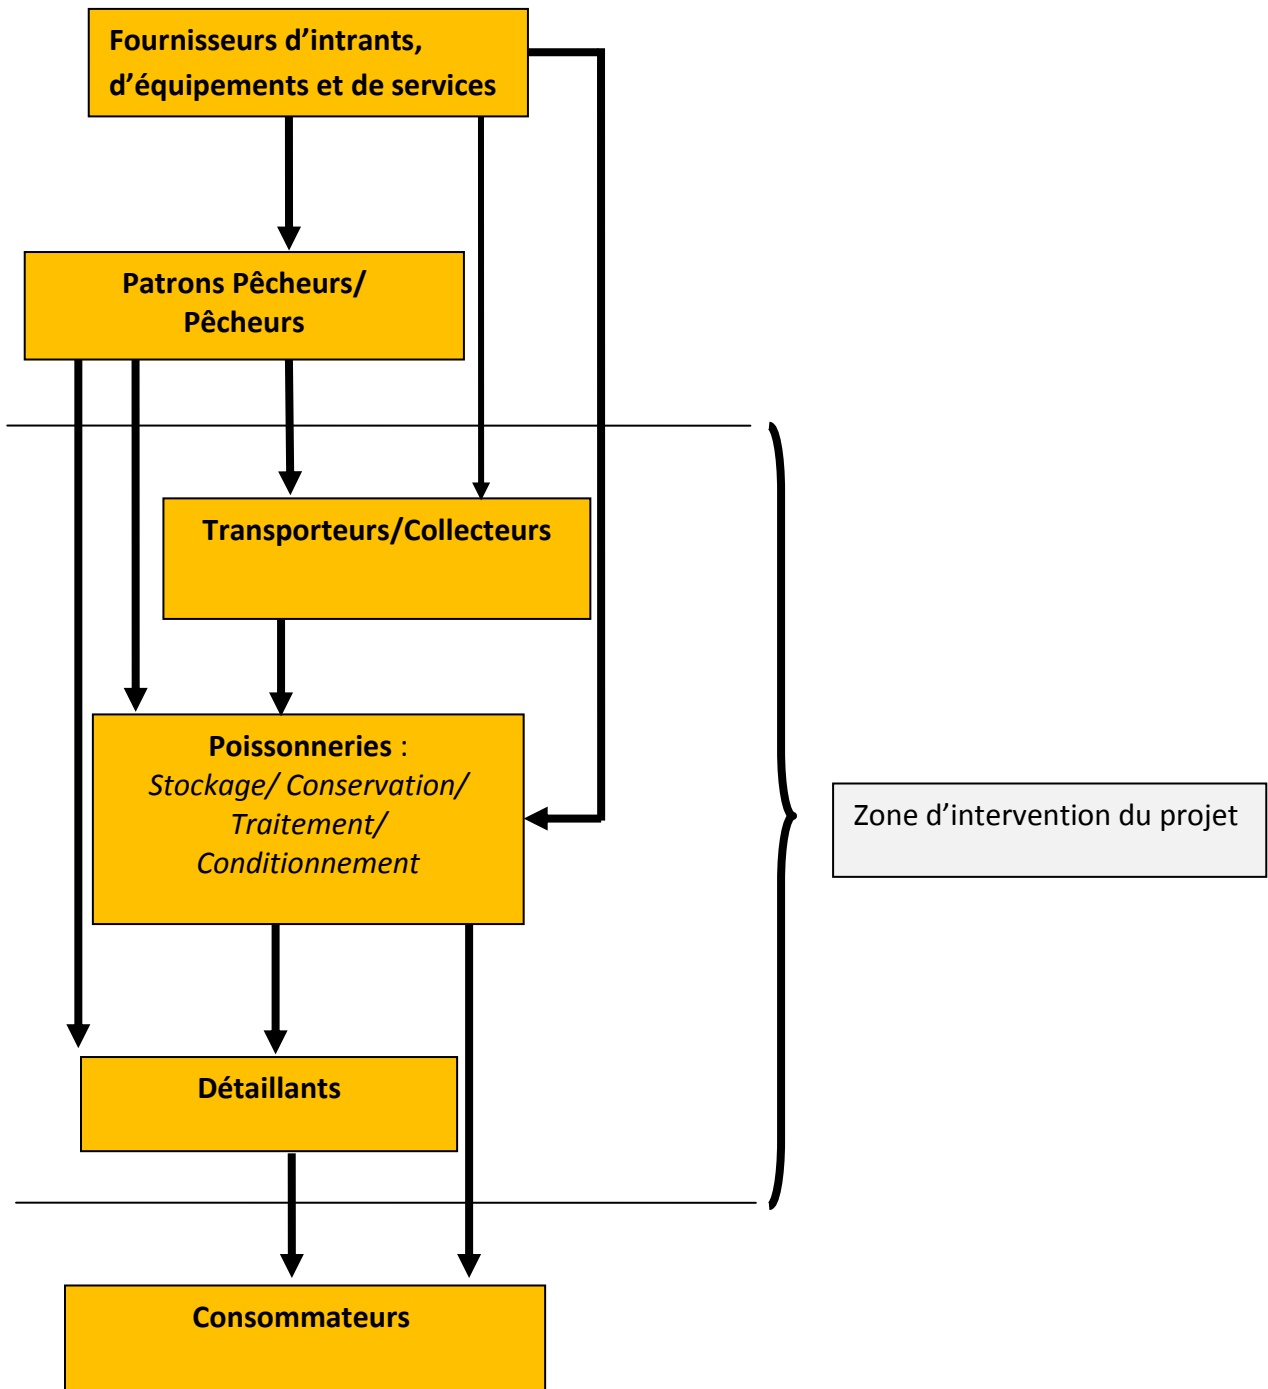 Fournisseurs d’intrants,
d’équipements et de services
Patrons Pêcheurs/
Pêcheurs
Transporteurs/Collecteurs
Poissonneries :
Stockage/ Conservation/
Traitement/
Conditionnement
Zone d’intervention du projet
Détaillants
Consommateurs